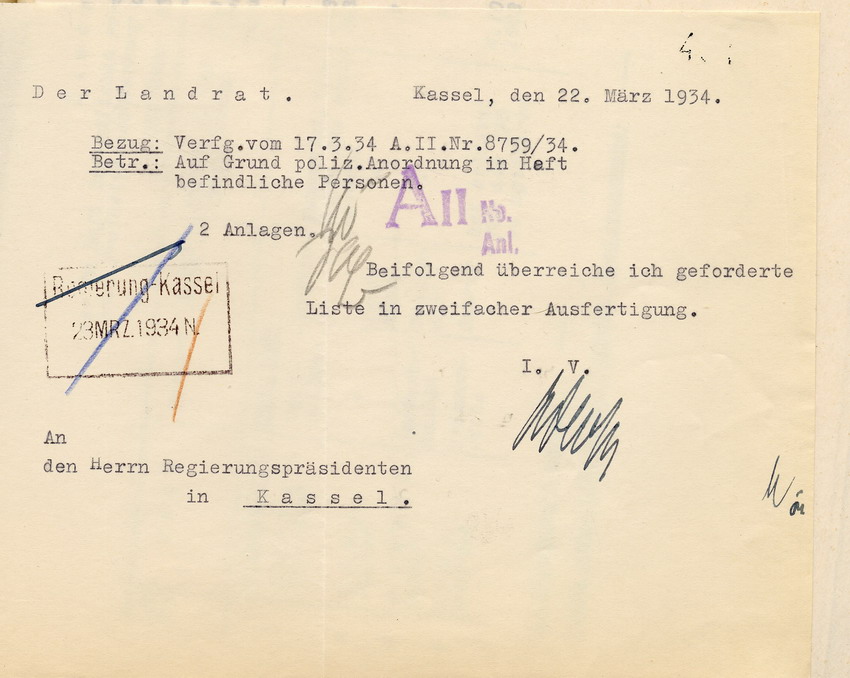 Der Landrat.
Kassel, den 22. März 1934.
Bezug: Verfg.vom 17.3.34 A.II.Nr.8759/34.
Betr.: Auf Grund poliz.Anordnung in Haft
befindliche Personen.
2 Anlagen.
AII No.
Anl.
Regierung-Kassel
23MRZ.1934 N.
Beifolgend überreiche ich geforderte
Liste in zweifacher Ausfertigung.
I. V.
An
den Herrn Regierungspräsidenten
in Kassel.